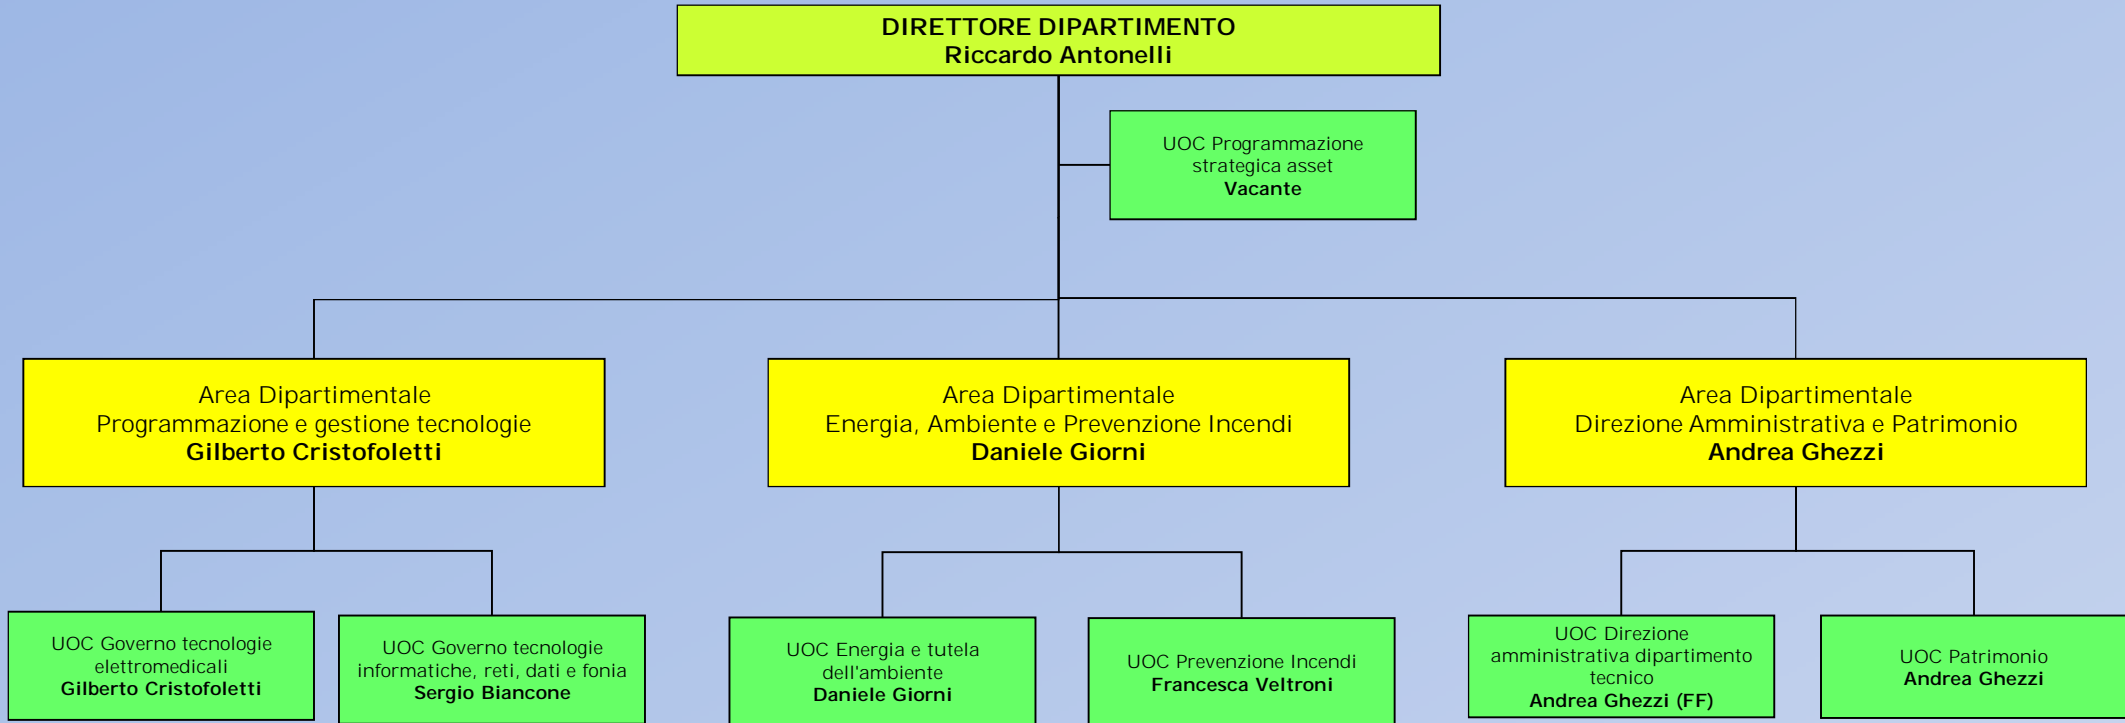 DIRETTORE DIPARTIMENTO
Riccardo Antonelli
UOC Programmazione
strategica asset
Vacante
Area Dipartimentale
Programmazione e gestione tecnologie
Gilberto Cristofoletti
Area Dipartimentale
Energia, Ambiente e Prevenzione Incendi
Daniele Giorni
Area Dipartimentale
Direzione Amministrativa e Patrimonio
Andrea Ghezzi
UOC Governo tecnologie
elettromedicali
Gilberto Cristofoletti
UOC Governo tecnologie
informatiche, reti, dati e fonia
Sergio Biancone
UOC Energia e tutela
dell'ambiente
Daniele Giorni
UOC Prevenzione Incendi
Francesca Veltroni
UOC Direzione
amministrativa dipartimento
tecnico
Andrea Ghezzi (FF)
UOC Patrimonio
Andrea Ghezzi